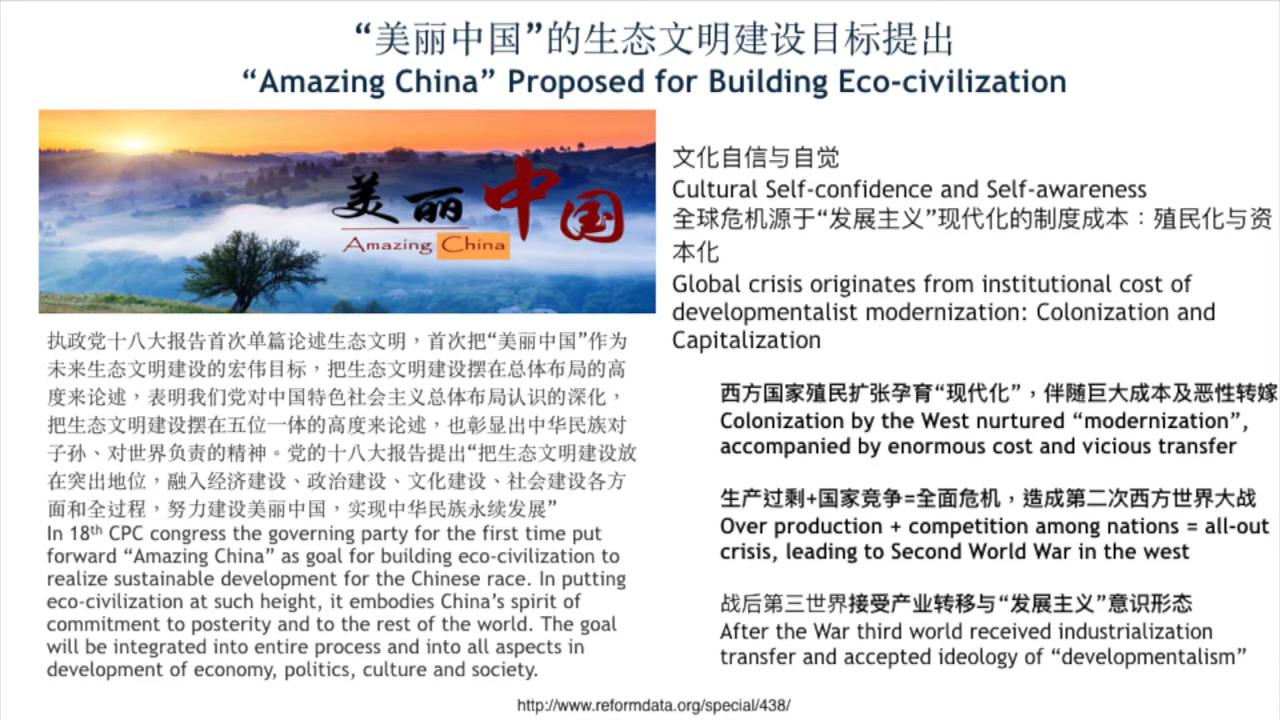 “美丽中国”的生态文明建设目标提出
“Amazing China” Proposed for Building Eco-civilization
美丽中国
Amazing China
执政党十八大报告首次单篇论述生态文明，首次把“美丽中国”作为
未来生态文明建设的宏伟目标，把生态文明建设摆在总体布局的高
度来论述，表明我们党对中国特色社会主义总体布局认识的深化，
把生态文明建设摆在五位一体的高度来论述，也彰显出中华民族对
子孙、对世界负责的精神。党的十八大报告提出“把生态文明建设放
在突出地位，融入经济建设、政治建设、文化建设、社会建设各方
面和全过程，努力建设美丽中国，实现中华民族永续发展”
In 18th CPC congress the governing party for the first time put
forward “Amazing China” as goal for building eco-civilization to
realize sustainable development for the Chinese race. In putting
eco-civilization at such height, it embodies China’s spirit of
commitment to posterity and to the rest of the world. The goal
will be integrated into entire process and into all aspects in
development of economy, politics, culture and society.
文化自信与自觉
Cultural Self-confidence and Self-awareness
全球危机源于“发展主义”现代化的制度成本：殖民化与资
本化
Global crisis originates from institutional cost of
developmentalist modernization: Colonization and
Capitalization
西方国家殖民扩张孕育“现代化”，伴随巨大成本及恶性转嫁
Colonization by the West nurtured “modernization”,
accompanied by enormous cost and vicious transfer
生产过剩+国家竞争=全面危机，造成第二次西方世界大战
Over production + competition among nations = all-out
crisis, leading to Second World War in the west
战后第三世界接受产业转移与“发展主义”意识形态
After the War third world received industrialization
transfer and accepted ideology of “developmentalism”
http://www.reformdata.org/special/438/